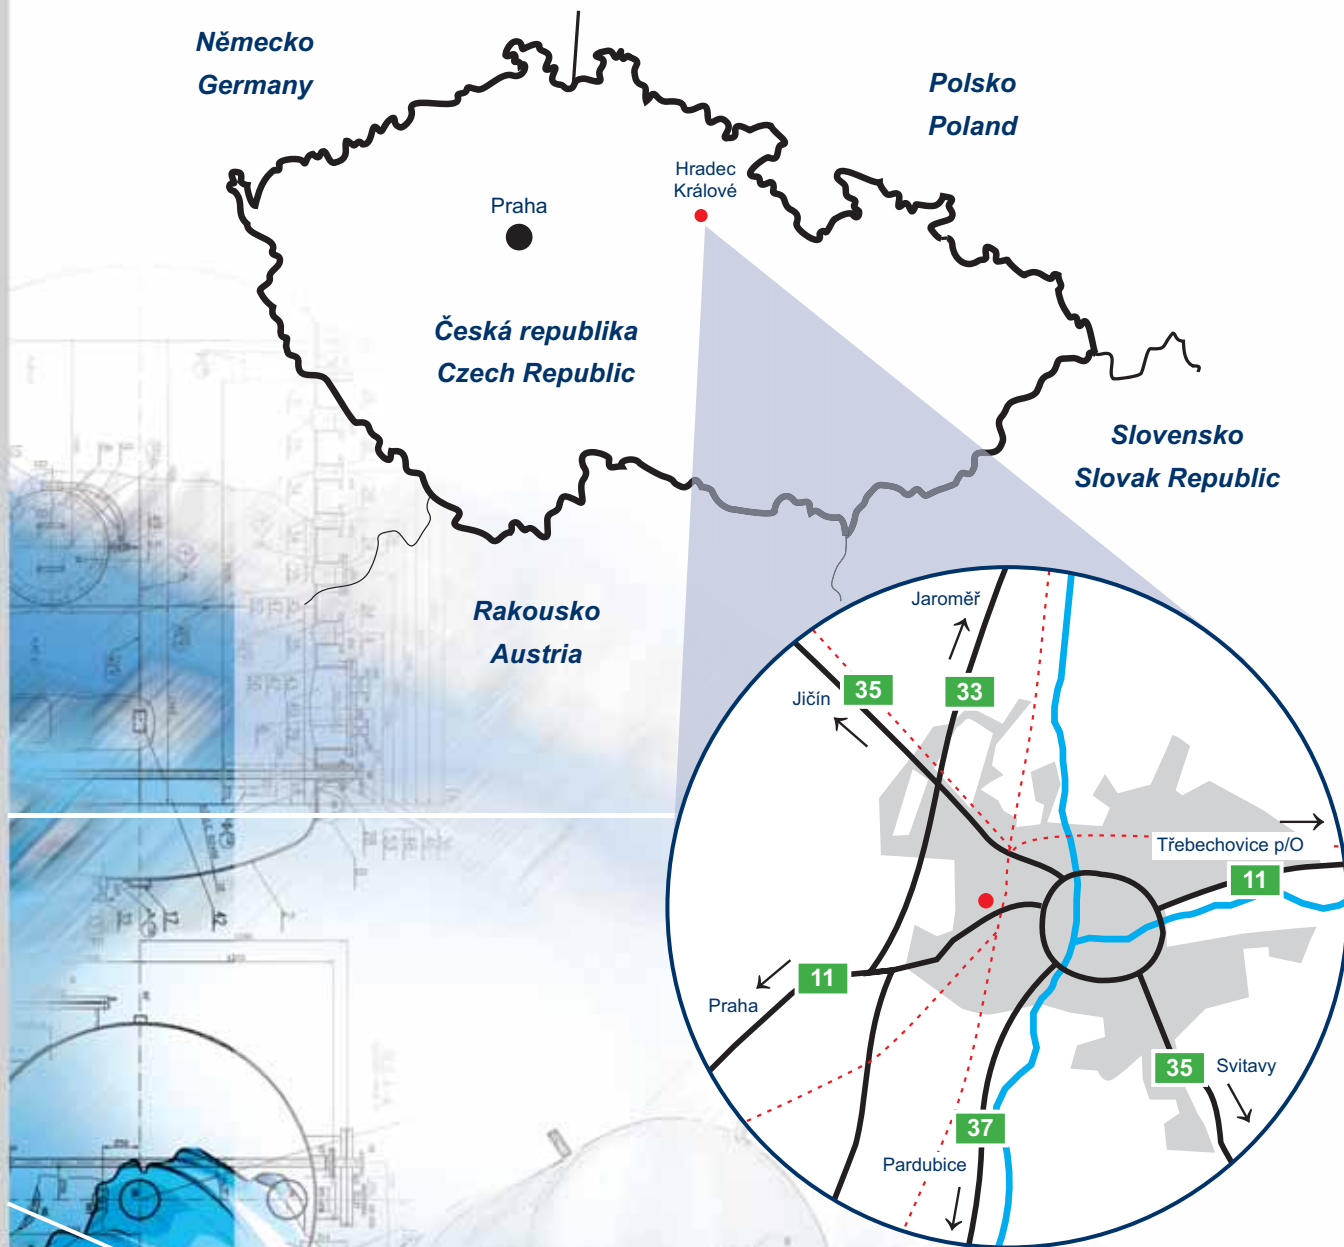 Německo
Germany
Polsko
Poland
Hradec
Králové
Praha
Česká republika
Czech Republic
Slovensko
Slovak Republic
Rakousko
Austria
Jaroměř
35
33
Jičín
Třebechovice p/O
11
11
Praha
35
Svitavy
37
Pardubice